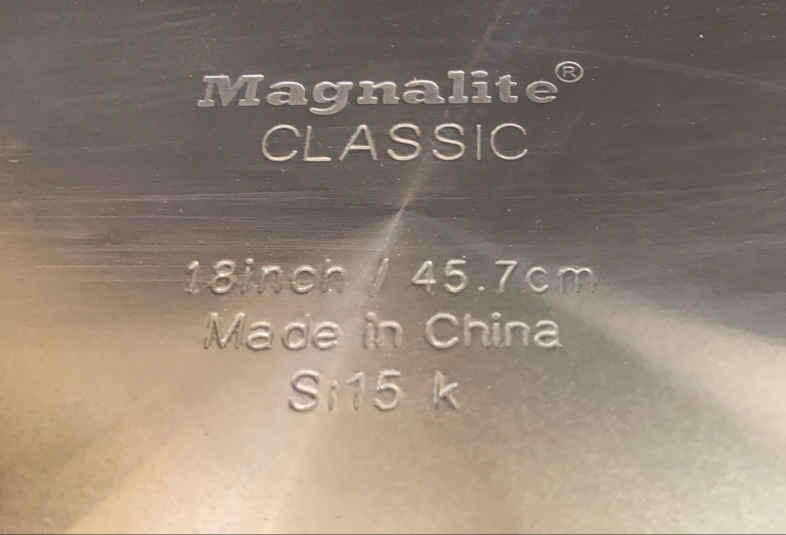 Magnalite®
CLASSIC
18inch / 45.7cm
Made in China
Si15 k